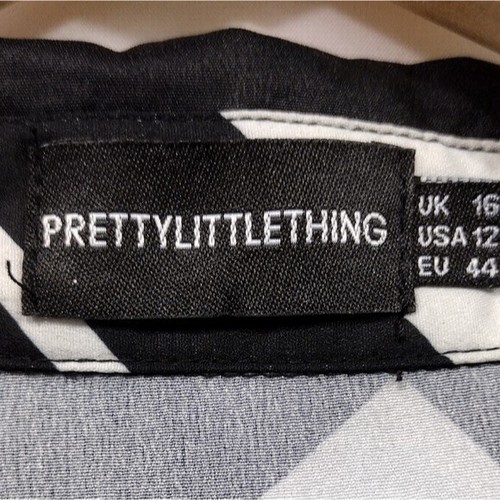 PRETTYLITTLETHING
UK 16
USA 12
EU 44